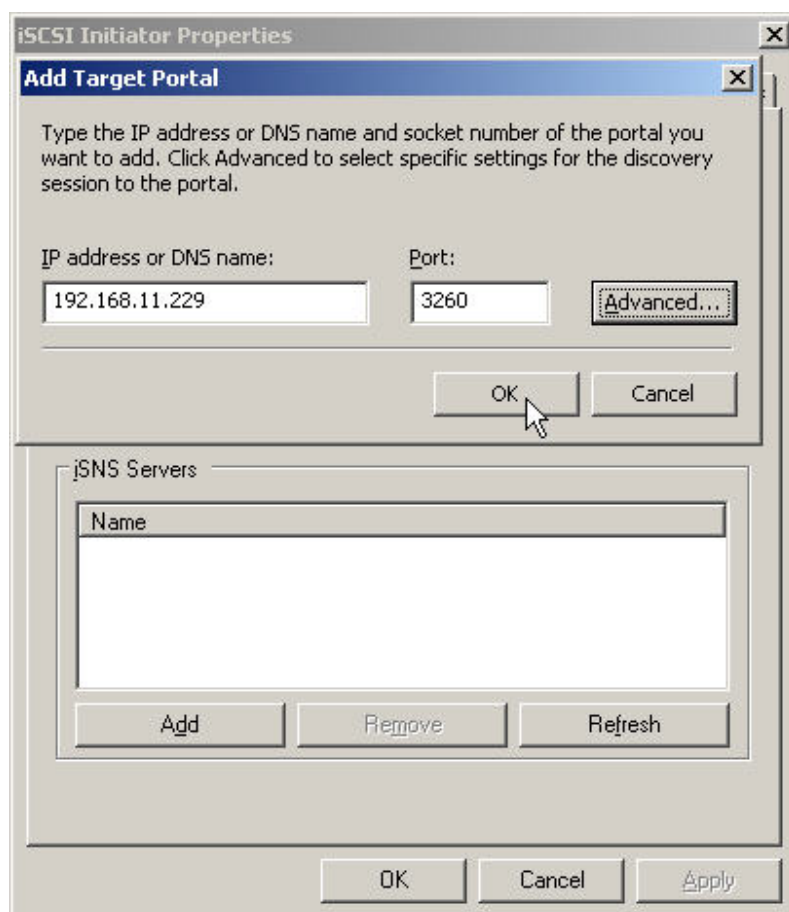 iSCSI Initiator Properties
Add Target Portal
Type the IP address or DNS name and socket number of the portal you
want to add. Click Advanced to select specific settings for the discovery
session to the portal.
IP address or DNS name: Port:
192.168.11.229 3260 Advanced...
OK Cancel
iSNS Servers
Name
Add Remove Refresh
OK Cancel Apply